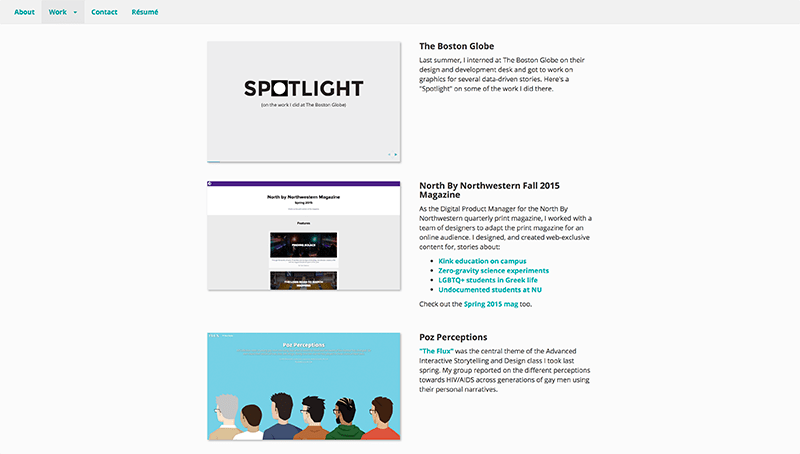 About Work Contact Résumé
SPOTLIGHT
(on the work I did at The Boston Globe)
The Boston Globe
Last summer, I interned at The Boston Globe on their
design and development desk and got to work on
graphics for several data-driven stories. Here's a
"Spotlight" on some of the work I did there.
North by Northwestern Magazine
Spring 2015
Features
North By Northwestern Fall 2015
Magazine
As the Digital Product Manager for the North By
Northwestern quarterly print magazine, I worked with a
team of designers to adapt the print magazine for an
online audience. I designed, and created web-exclusive
content for, stories about:
Kink education on campus
Zero-gravity science experiments
LGBTQ+ students in Greek life
Undocumented students at NU
Check out the Spring 2015 mag too.
Poz Perceptions
Poz Perceptions
"The Flux" was the central theme of the Advanced
Interactive Storytelling and Design class I took last
spring. My group reported on the different perceptions
towards HIV/AIDS across generations of gay men using
their personal narratives.